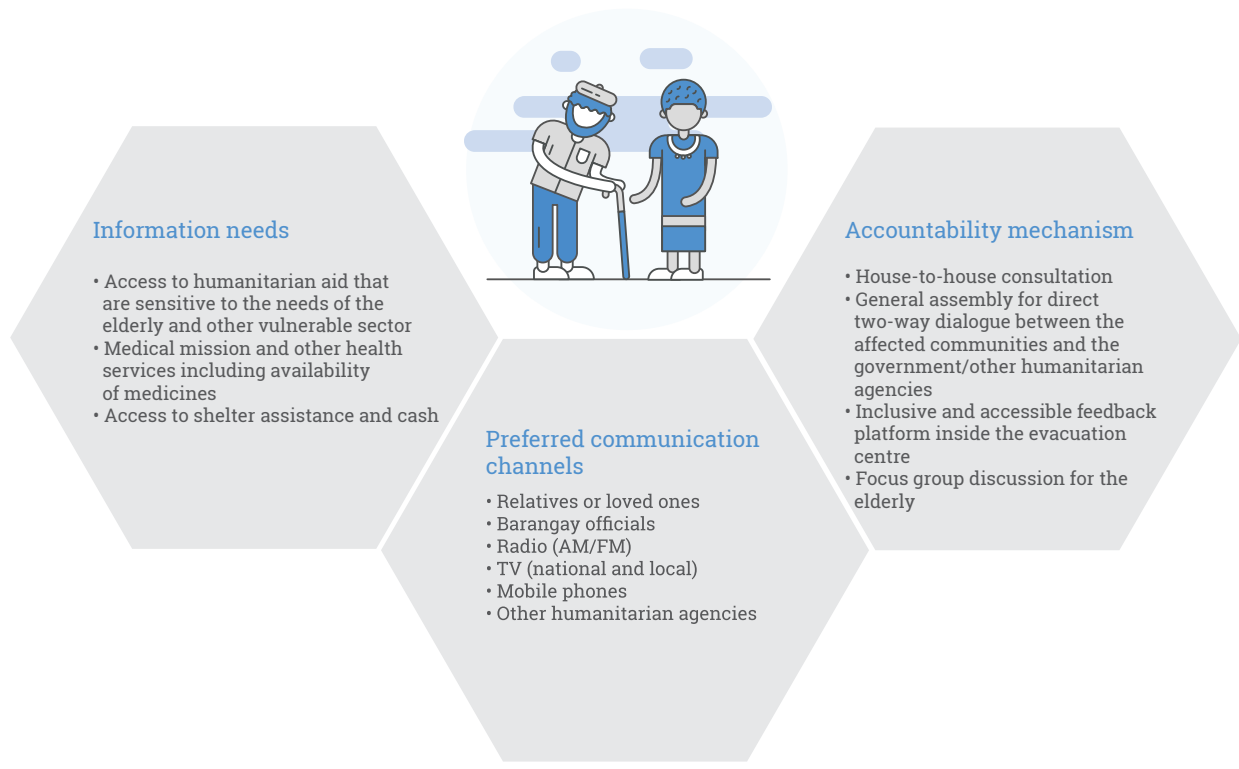 Information needs
• Access to humanitarian aid that
are sensitive to the needs of the
elderly and other vulnerable sector
• Medical mission and other health
services including availability
of medicines
• Access to shelter assistance and cash
Preferred communication
channels
• Relatives or loved ones
• Barangay officials
• Radio (AM/FM)
• TV (national and local)
• Mobile phones
• Other humanitarian agencies
Accountability mechanism
• House-to-house consultation
• General assembly for direct
two-way dialogue between the
affected communities and the
government/other humanitarian
agencies
• Inclusive and accessible feedback
platform inside the evacuation
centre
• Focus group discussion for the
elderly